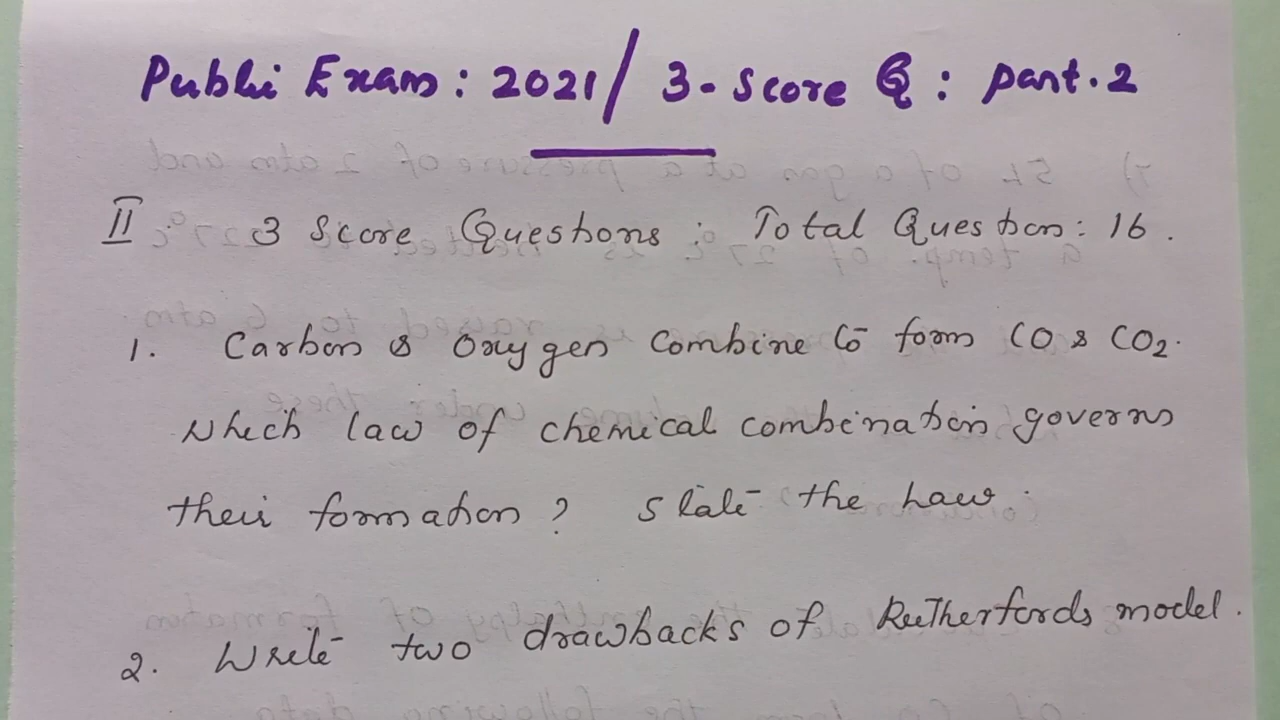 Public Exam: 2021/ 3-Score Q: part.2
II 3 Score Questions: Total Question: 16.
1. Carbon & Oxygen combine to form CO & CO2.
Which law of chemical combination governs
their formation? State the Law.
2. Write two drawbacks of Rutherfords model.